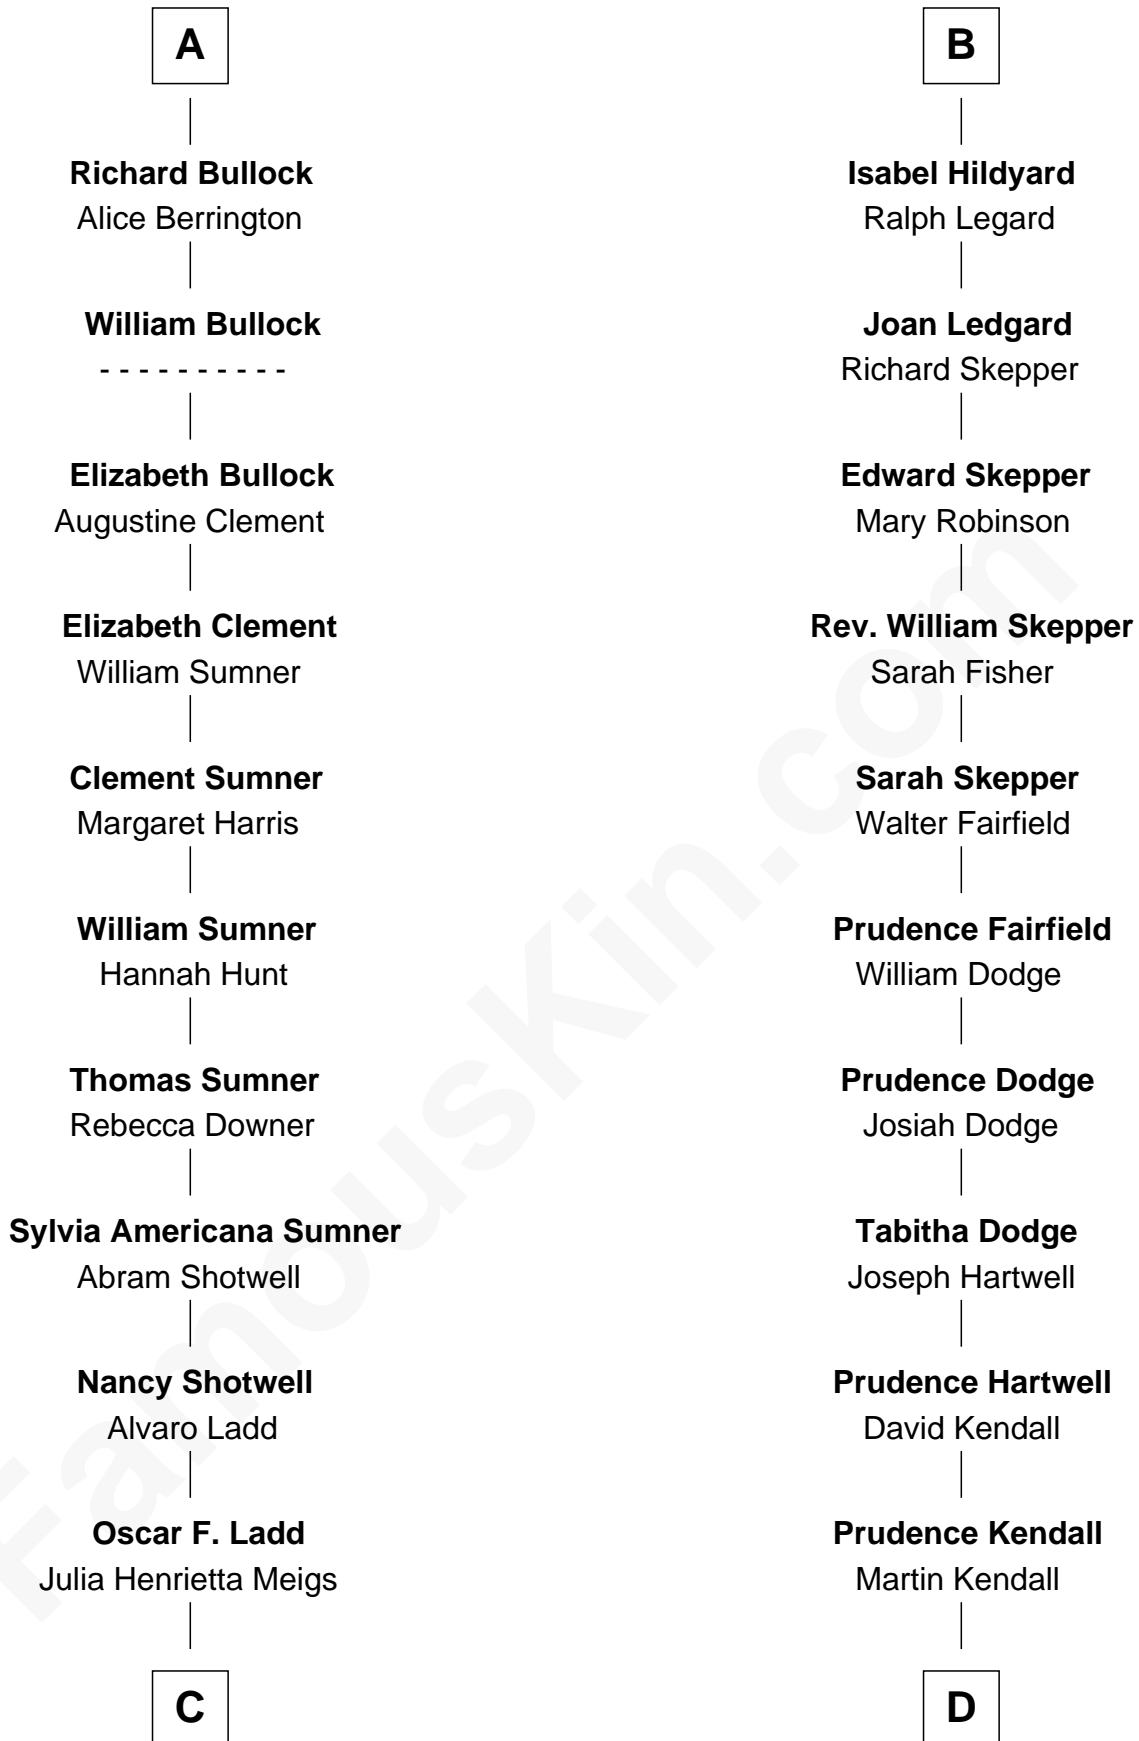 A
Richard Bullock
Alice Berrington
William Bullock
- - - - - - - - - -
Elizabeth Bullock
Augustine Clement
Elizabeth Clement
William Sumner
Clement Sumner
Margaret Harris
William Sumner
Hannah Hunt
Thomas Sumner
Rebecca Downer
Sylvia Americana Sumner
Abram Shotwell
Nancy Shotwell
Alvaro Ladd
Oscar F. Ladd
Julia Henrietta Meigs
C
B
Isabel Hildyard
Ralph Legard
Joan Ledgard
Richard Skepper
Edward Skepper
Mary Robinson
Rev. William Skepper
Sarah Fisher
Sarah Skepper
Walter Fairfield
Prudence Fairfield
William Dodge
Prudence Dodge
Josiah Dodge
Tabitha Dodge
Joseph Hartwell
Prudence Hartwell
David Kendall
Prudence Kendall
Martin Kendall
D
FamousKin.com